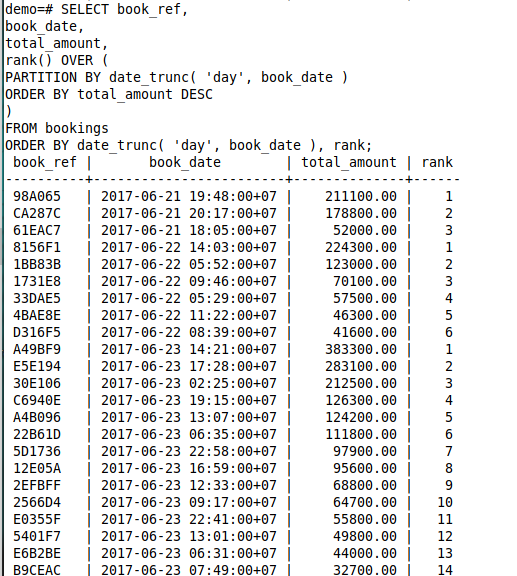 demo=# SELECT book_ref,
book_date,
total_amount,
rank() OVER (
PARTITION BY date_trunc( 'day', book_date )
ORDER BY total_amount DESC
)
FROM bookings
ORDER BY date_trunc( 'day', book_date ), rank;
 book_ref |       book_date        | total_amount | rank
----------+------------------------+--------------+------
 98A065   | 2017-06-21 19:48:00+07 |    211100.00 |    1
 CA287C   | 2017-06-21 20:17:00+07 |    178800.00 |    2
 61EAC7   | 2017-06-21 18:05:00+07 |     52000.00 |    3
 8156F1   | 2017-06-22 14:03:00+07 |    224300.00 |    1
 1BB83B   | 2017-06-22 05:52:00+07 |    123000.00 |    2
 1731E8   | 2017-06-22 09:46:00+07 |     70100.00 |    3
 33DAE5   | 2017-06-22 05:29:00+07 |     57500.00 |    4
 4BAE8E   | 2017-06-22 11:22:00+07 |     46300.00 |    5
 D316F5   | 2017-06-22 08:39:00+07 |     41600.00 |    6
 A49BF9   | 2017-06-23 14:21:00+07 |    383300.00 |    1
 E5E194   | 2017-06-23 17:28:00+07 |    283100.00 |    2
 30E106   | 2017-06-23 02:25:00+07 |    212500.00 |    3
 C6940E   | 2017-06-23 19:15:00+07 |    126300.00 |    4
 A4B096   | 2017-06-23 13:07:00+07 |    124200.00 |    5
 22B61D   | 2017-06-23 06:35:00+07 |    111800.00 |    6
 5D1736   | 2017-06-23 22:58:00+07 |     97900.00 |    7
 12E05A   | 2017-06-23 16:59:00+07 |     95600.00 |    8
 2EFBFF   | 2017-06-23 12:33:00+07 |     68800.00 |    9
 2566D4   | 2017-06-23 09:17:00+07 |     64700.00 |   10
 E0355F   | 2017-06-23 22:41:00+07 |     55800.00 |   11
 5401F7   | 2017-06-23 13:01:00+07 |     49800.00 |   12
 E6B2BE   | 2017-06-23 06:31:00+07 |     44000.00 |   13
 B9CEAC   | 2017-06-23 07:49:00+07 |     32700.00 |   14